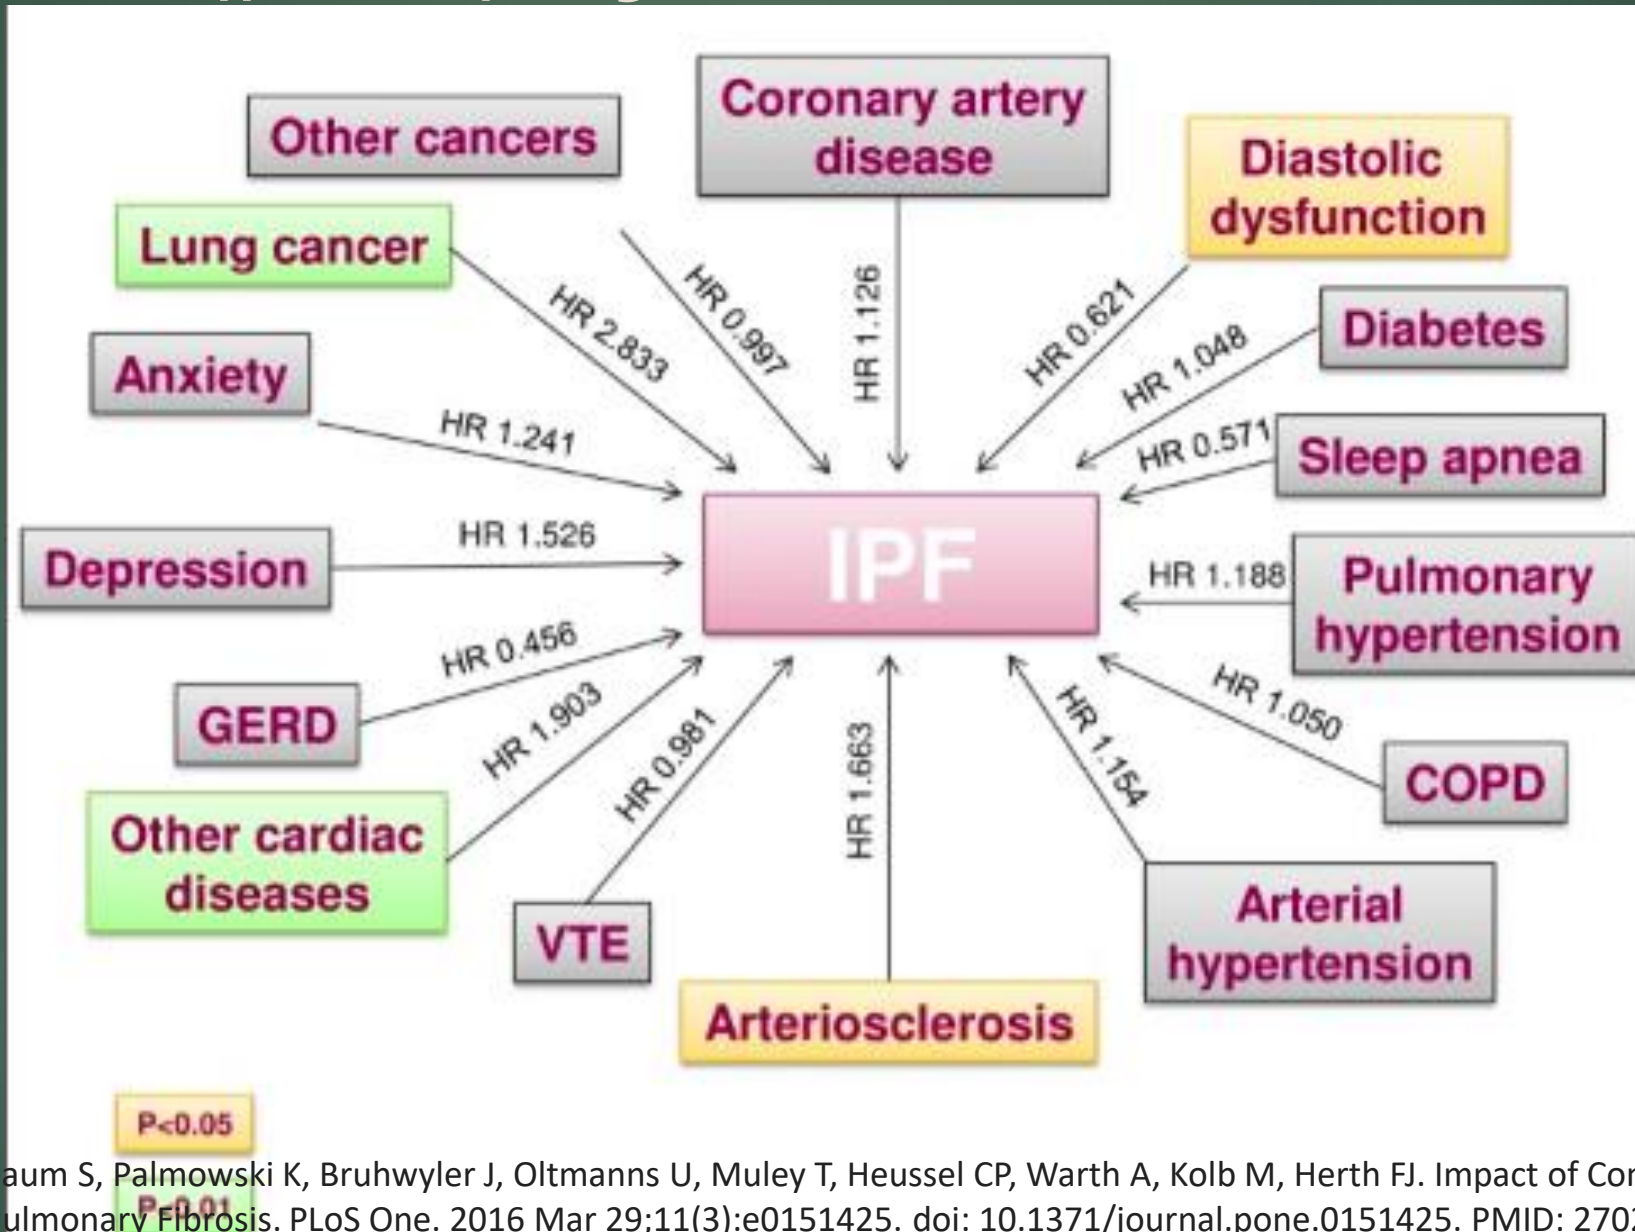 Coronary artery
disease
Other cancers
Diastolic
dysfunction
Lung cancer
Diabetes
Anxiety
Sleep apnea
Depression
Pulmonary
hypertension
GERD
COPD
Other cardiac
diseases
Arterial
hypertension
VTE
Arteriosclerosis
IPF
HR 2.833
HR 0.997
HR 1.126
HR 0.621
HR 1.048
HR 0.571
HR 1.241
HR 1.526
HR 1.188
HR 0.456
HR 1.903
HR 0.981
HR 1.663
HR 1.154
HR 1.050
P<0.05
P<0.01
aum S, Palmowski K, Bruhwyler J, Oltmanns U, Muley T, Heussel CP, Warth A, Kolb M, Herth FJ. Impact of Con
ulmonary Fibrosis. PLoS One. 2016 Mar 29;11(3):e0151425. doi: 10.1371/journal.pone.0151425. PMID: 2702